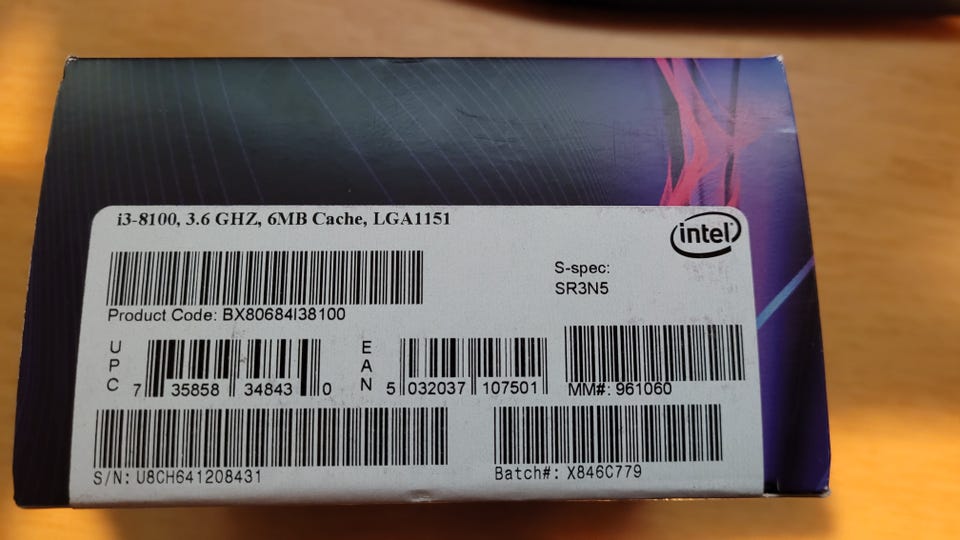 i3-8100, 3.6 GHZ, 6MB Cache, LGA1151
intel
S-spec:
SR3N5
Product Code: BX80684I38100
UPC 7 35858 34843 0
EAN 5 032037 107501
MM#: 961060
S/N: U8CH641208431
Batch#: X846C779